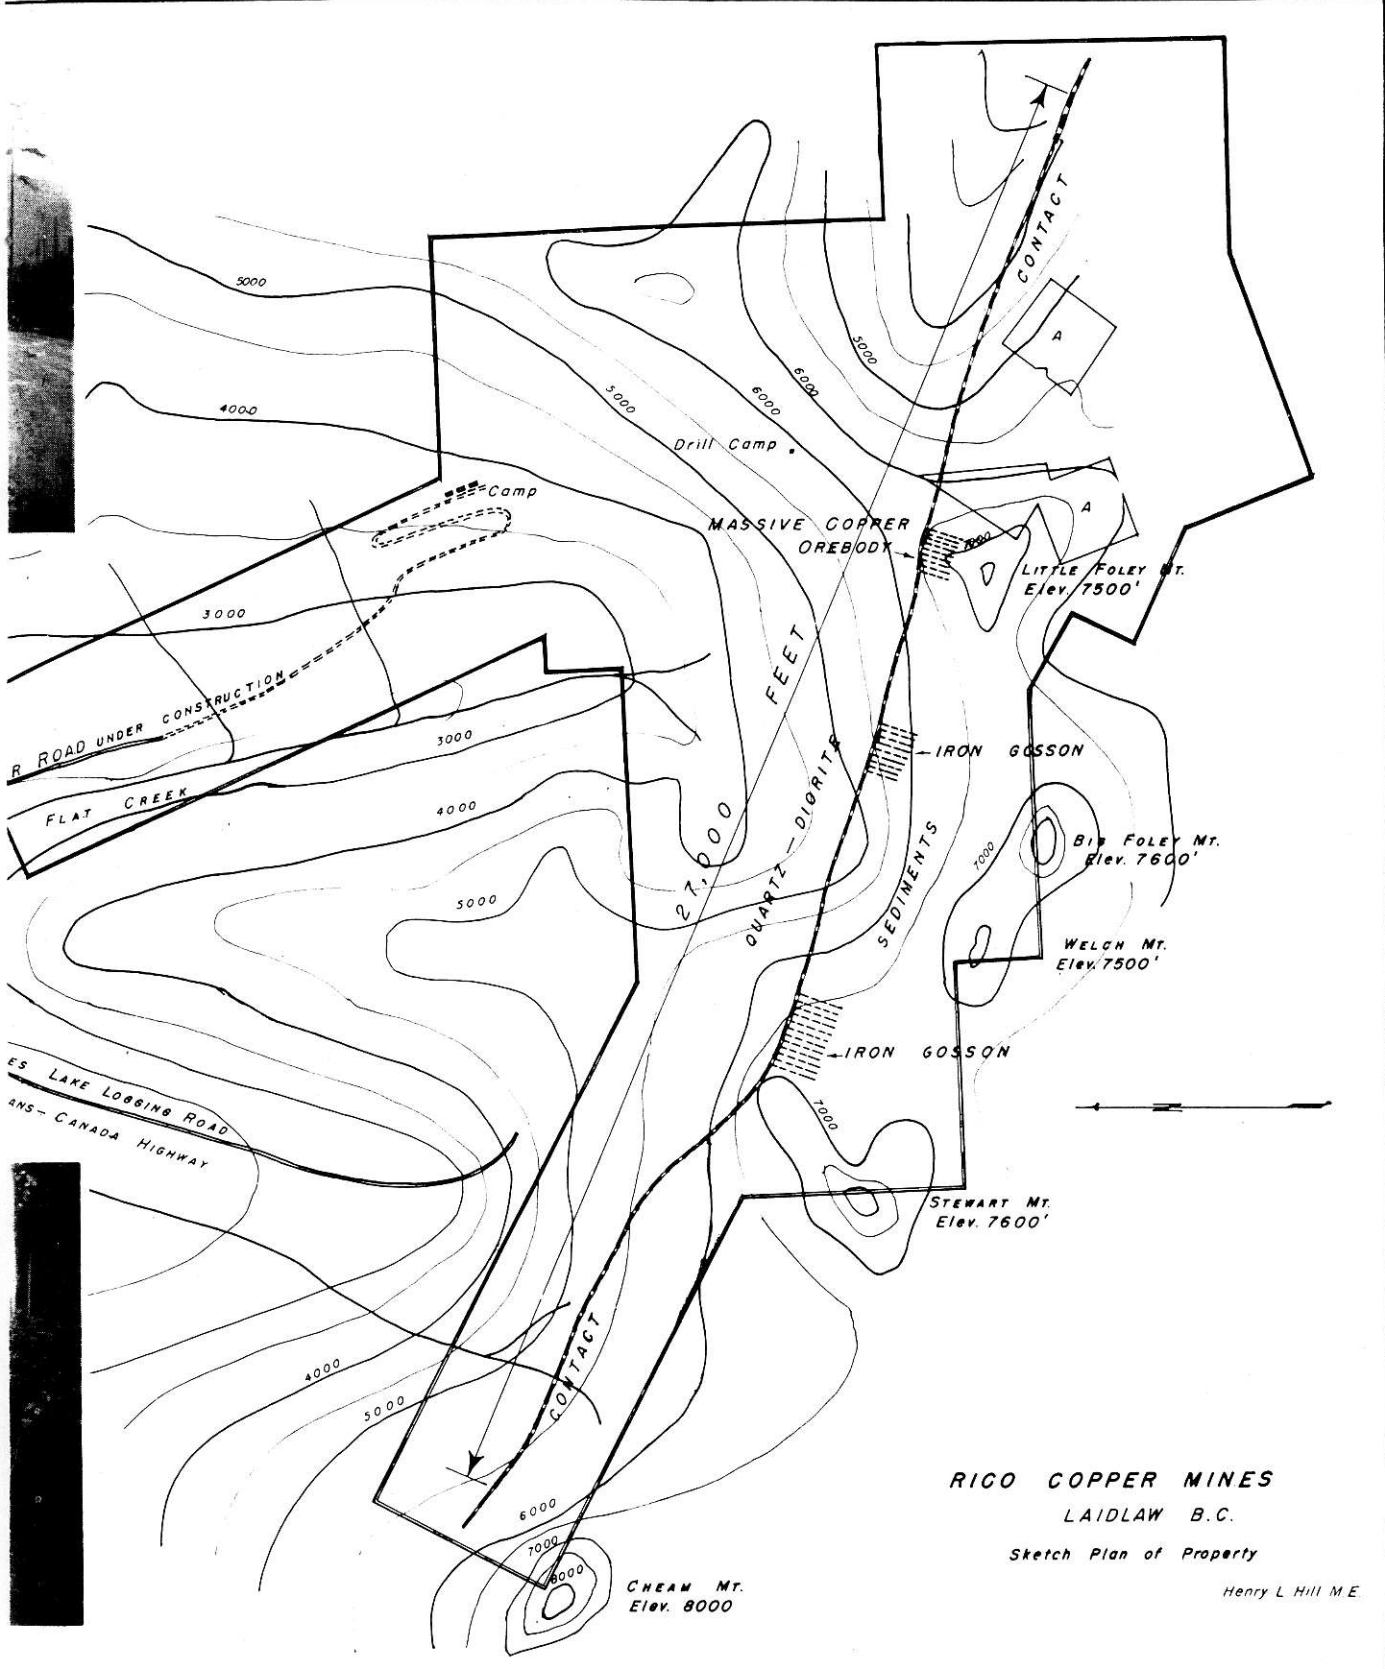 CONTACT
5000
A
5000
6000
4000
5000
6000
Drill Camp
Camp
A
MASSIVE COPPER
OREBODY
7000
LITTLE FOLEY MT.
Elev. 7500'
3000
FEET
R ROAD UNDER CONSTRUCTION
3000
IRON GOSSON
QUARTZ - DIORITE
FLAT CREEK
4000
27,000
BIG FOLEY MT.
Elev. 7600'
7000
SEDIMENTS
5000
WELCH MT.
Elev. 7500'
IRON GOSSON
ES LAKE LOGGING ROAD
ANS - CANADA HIGHWAY
7000
N
STEWART MT.
Elev. 7600'
CONTACT
4000
5000
6000
7000
8000
CHEAM MT.
Elev. 8000
RICO COPPER MINES
LAIDLAW B.C.
Sketch Plan of Property
Henry L Hill M E.